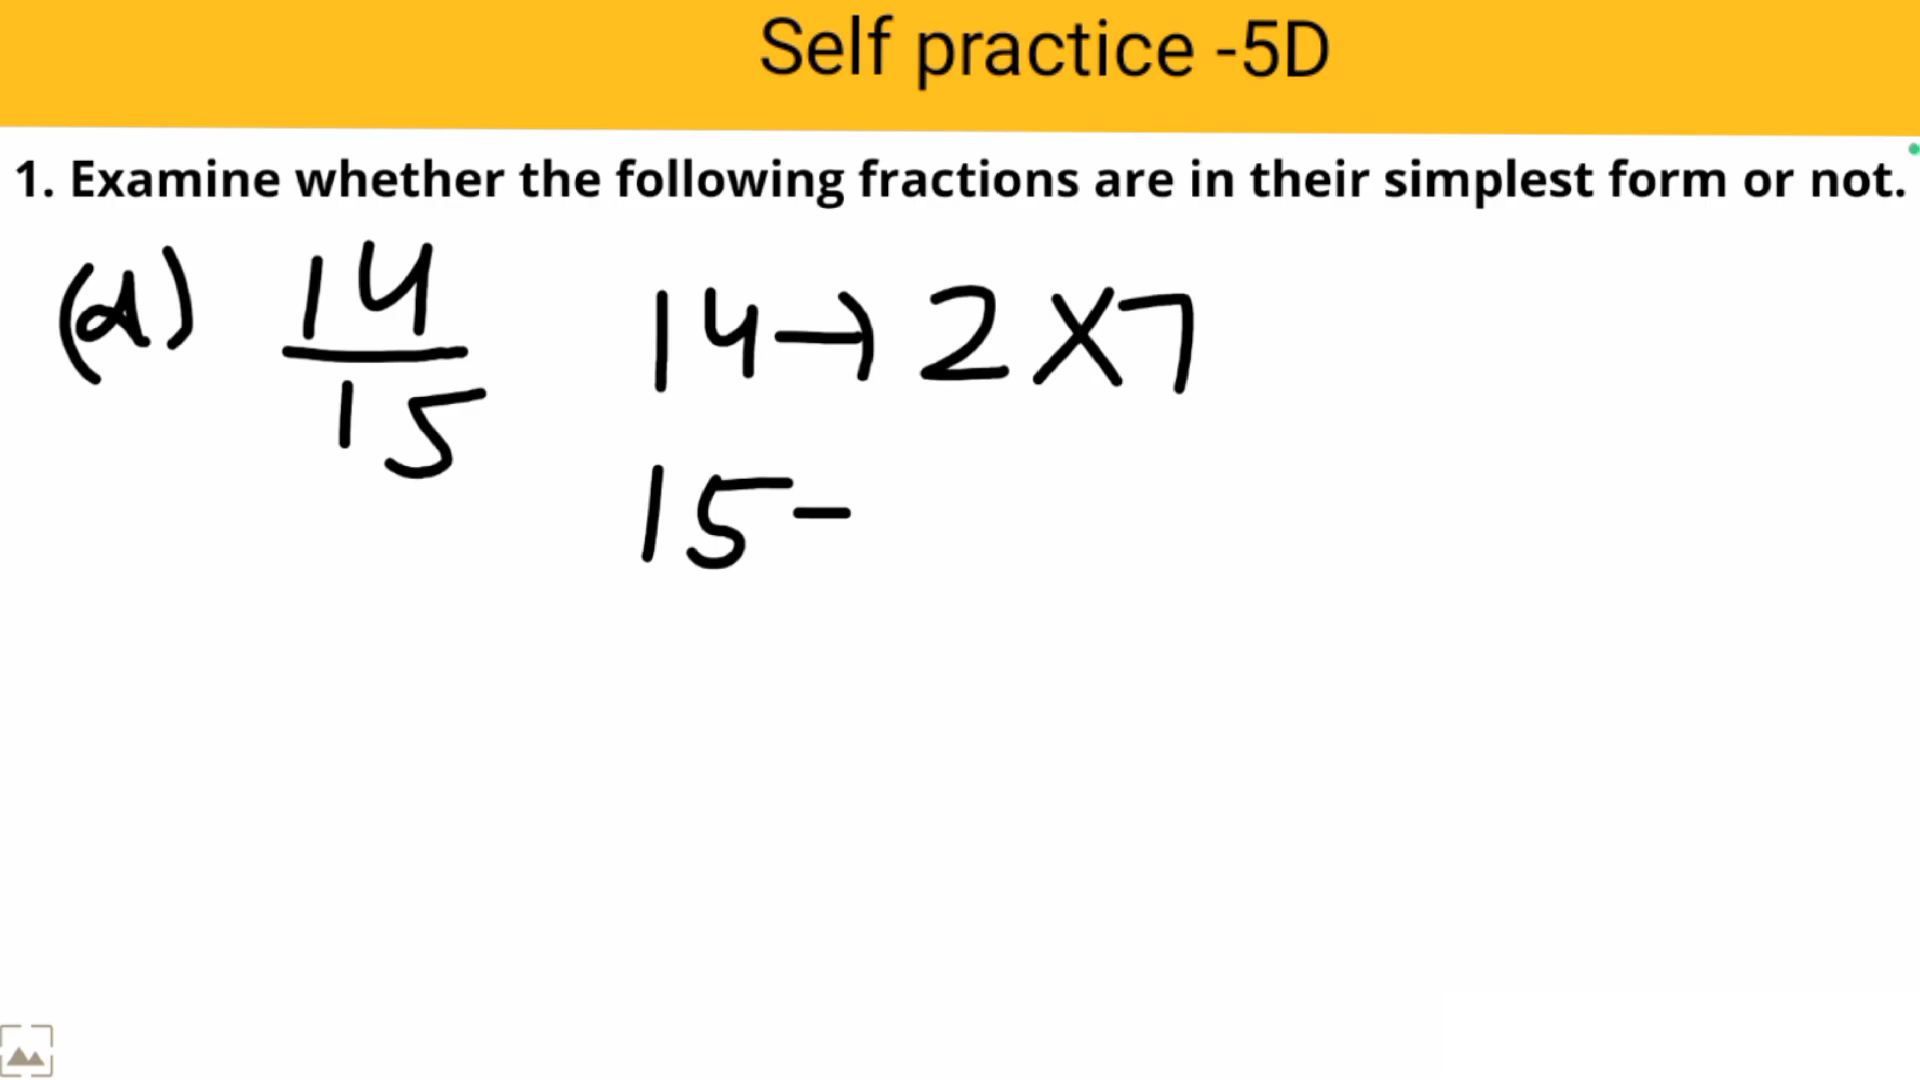 Self practice -5D
1. Examine whether the following fractions are in their simplest form or not.
(d) 14/15
14→ 2×7
15-